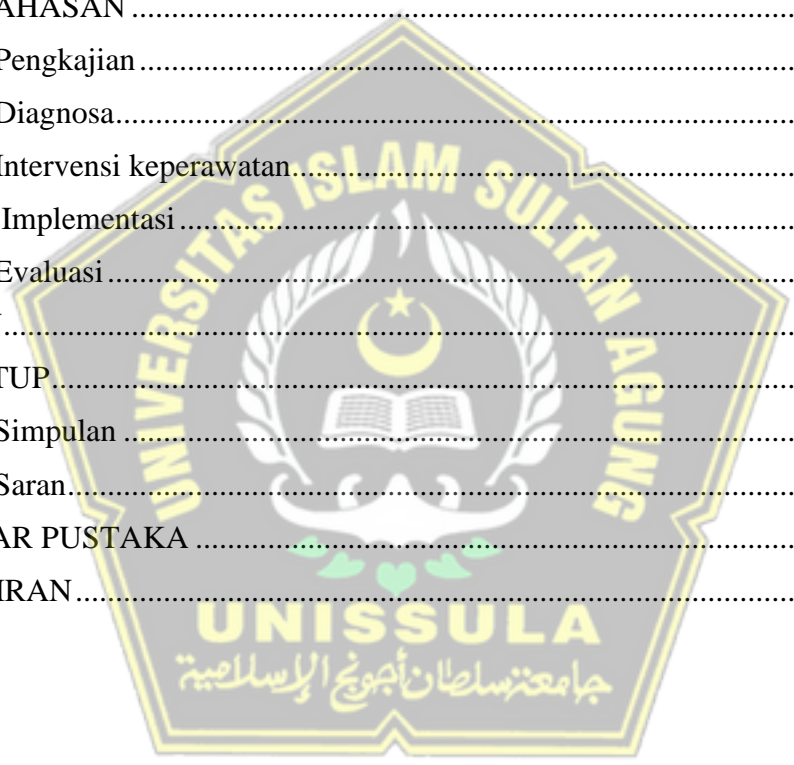 AHASAN ........................................................................
Pengkajian ........................................................................
Diagnosa ........................................................................
Intervensi keperawatan ........................................................................
Implementasi ........................................................................
Evaluasi ........................................................................
........................................................................
TUP ........................................................................
Simpulan ........................................................................
Saran ........................................................................
AR PUSTAKA ........................................................................
IRAN ........................................................................
UNIVERSITAS ISLAM SULTAN AGUNG
UNISSULA
جامعة سلطان أجونج الإسلامية